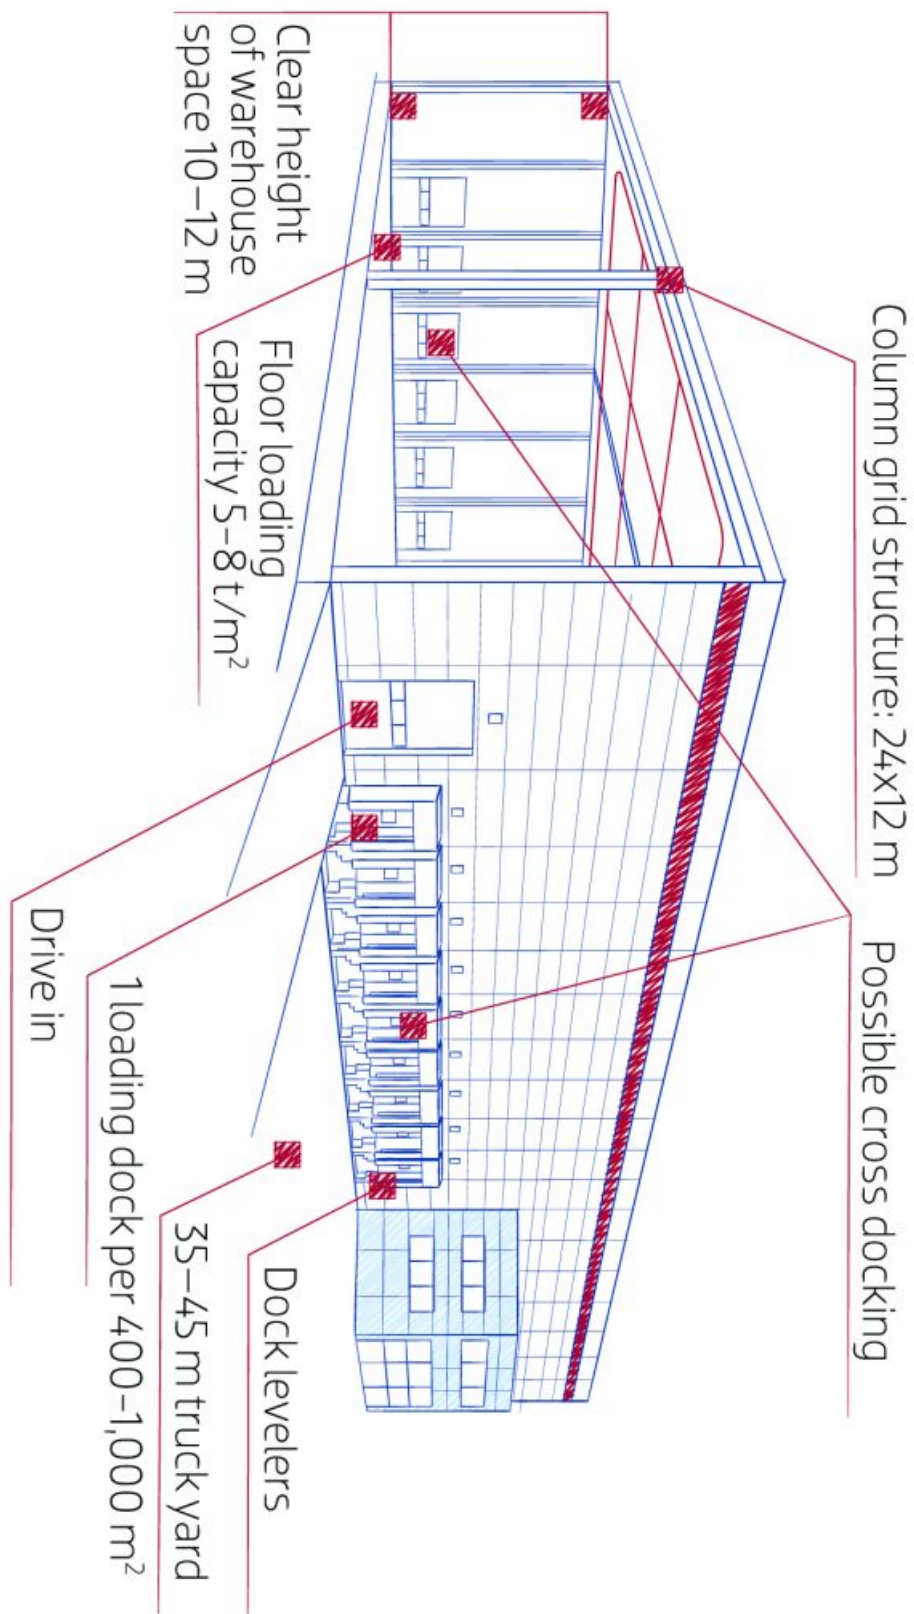 Column grid structure: 24x12 m
Possible cross docking
Clear height
of warehouse
space 10–12 m
Floor loading
capacity 5–8 t/m²
Dock levelers
35–45 m truck yard
1 loading dock per 400–1,000 m²
Drive in